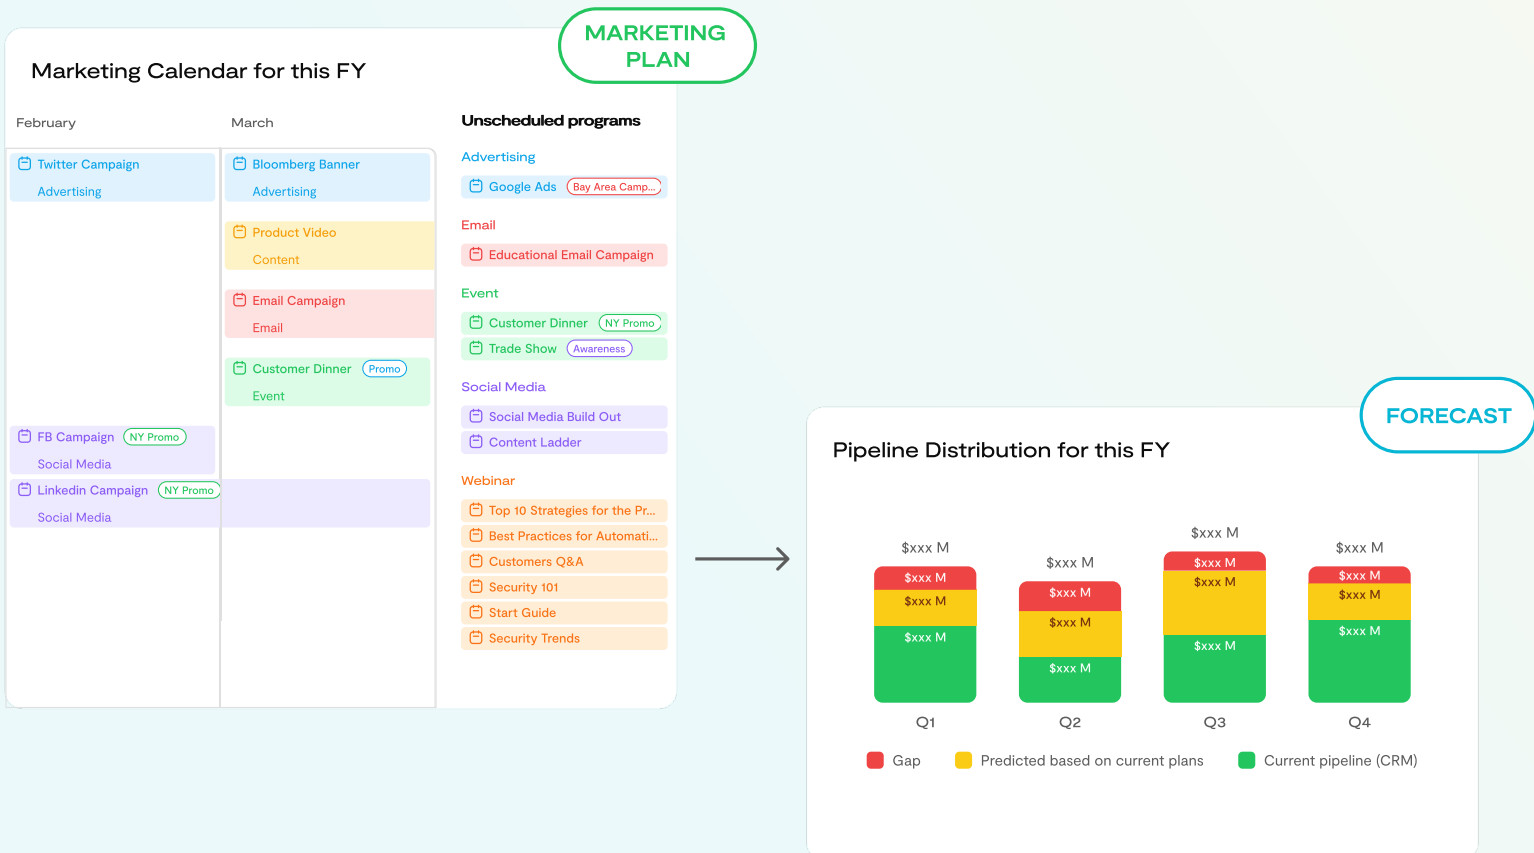 MARKETING
PLAN
Marketing Calendar for this FY
February
March
Twitter Campaign
Advertising
Bloomberg Banner
Advertising
Product Video
Content
Email Campaign
Email
Customer Dinner Promo
Event
FB Campaign NY Promo
Social Media
Linkedin Campaign NY Promo
Social Media
Unscheduled programs
Advertising
Google Ads Bay Area Camp...
Email
Educational Email Campaign
Event
Customer Dinner NY Promo
Trade Show Awareness
Social Media
Social Media Build Out
Content Ladder
Webinar
Top 10 Strategies for the Pr...
Best Practices for Automati...
Customers Q&A
Security 101
Start Guide
Security Trends
FORECAST
Pipeline Distribution for this FY
$xxx M
$xxx M
$xxx M
$xxx M
Q1
$xxx M
$xxx M
$xxx M
$xxx M
Q2
$xxx M
$xxx M
$xxx M
$xxx M
Q3
$xxx M
$xxx M
$xxx M
$xxx M
Q4
Gap
Predicted based on current plans
Current pipeline (CRM)